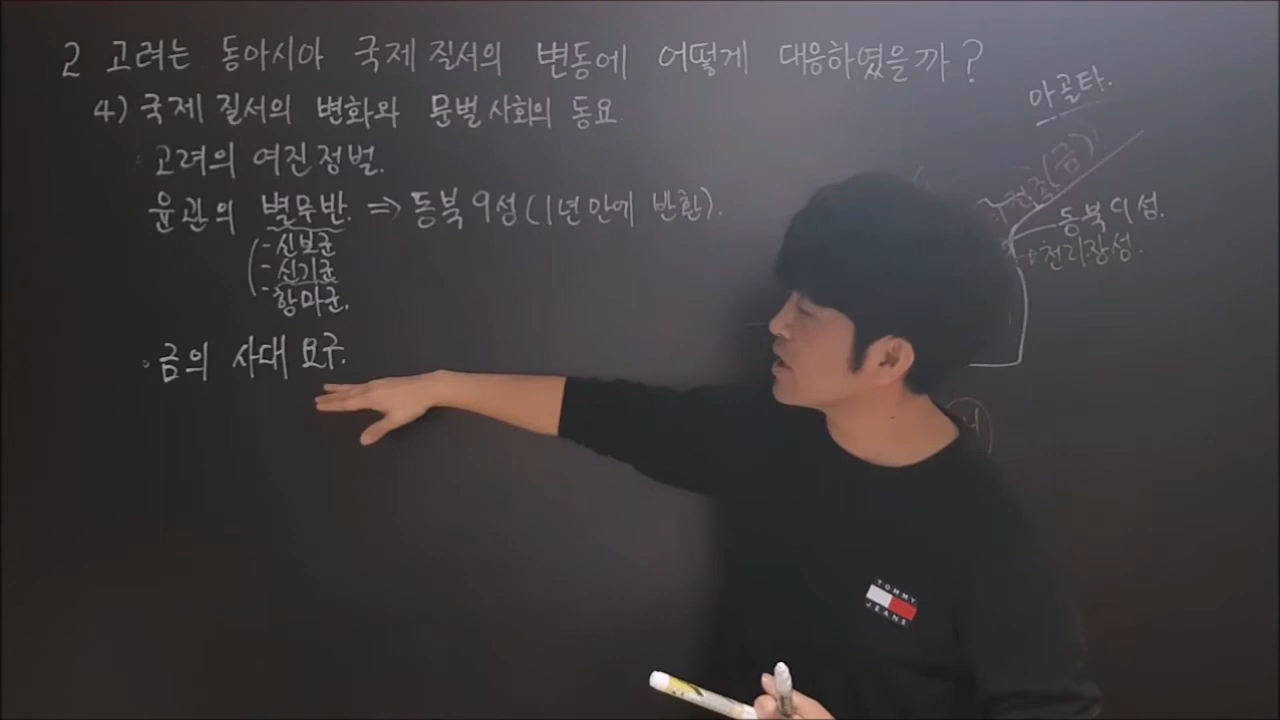 2 고려는 동아시아 국제 질서의 변동에 어떻게 대응하였을까?
4) 국제 질서의 변화와 문벌 사회의 동요
· 고려의 여진 정벌.
윤관의 별무반. ⇒ 동북 9성 (1년 만에 반환).
- 신보군
- 신기군
- 항마군.
· 금의 사대 요구.
아골타.
(금)
동북 9성.
천리장성.
TOMMY
JEANS